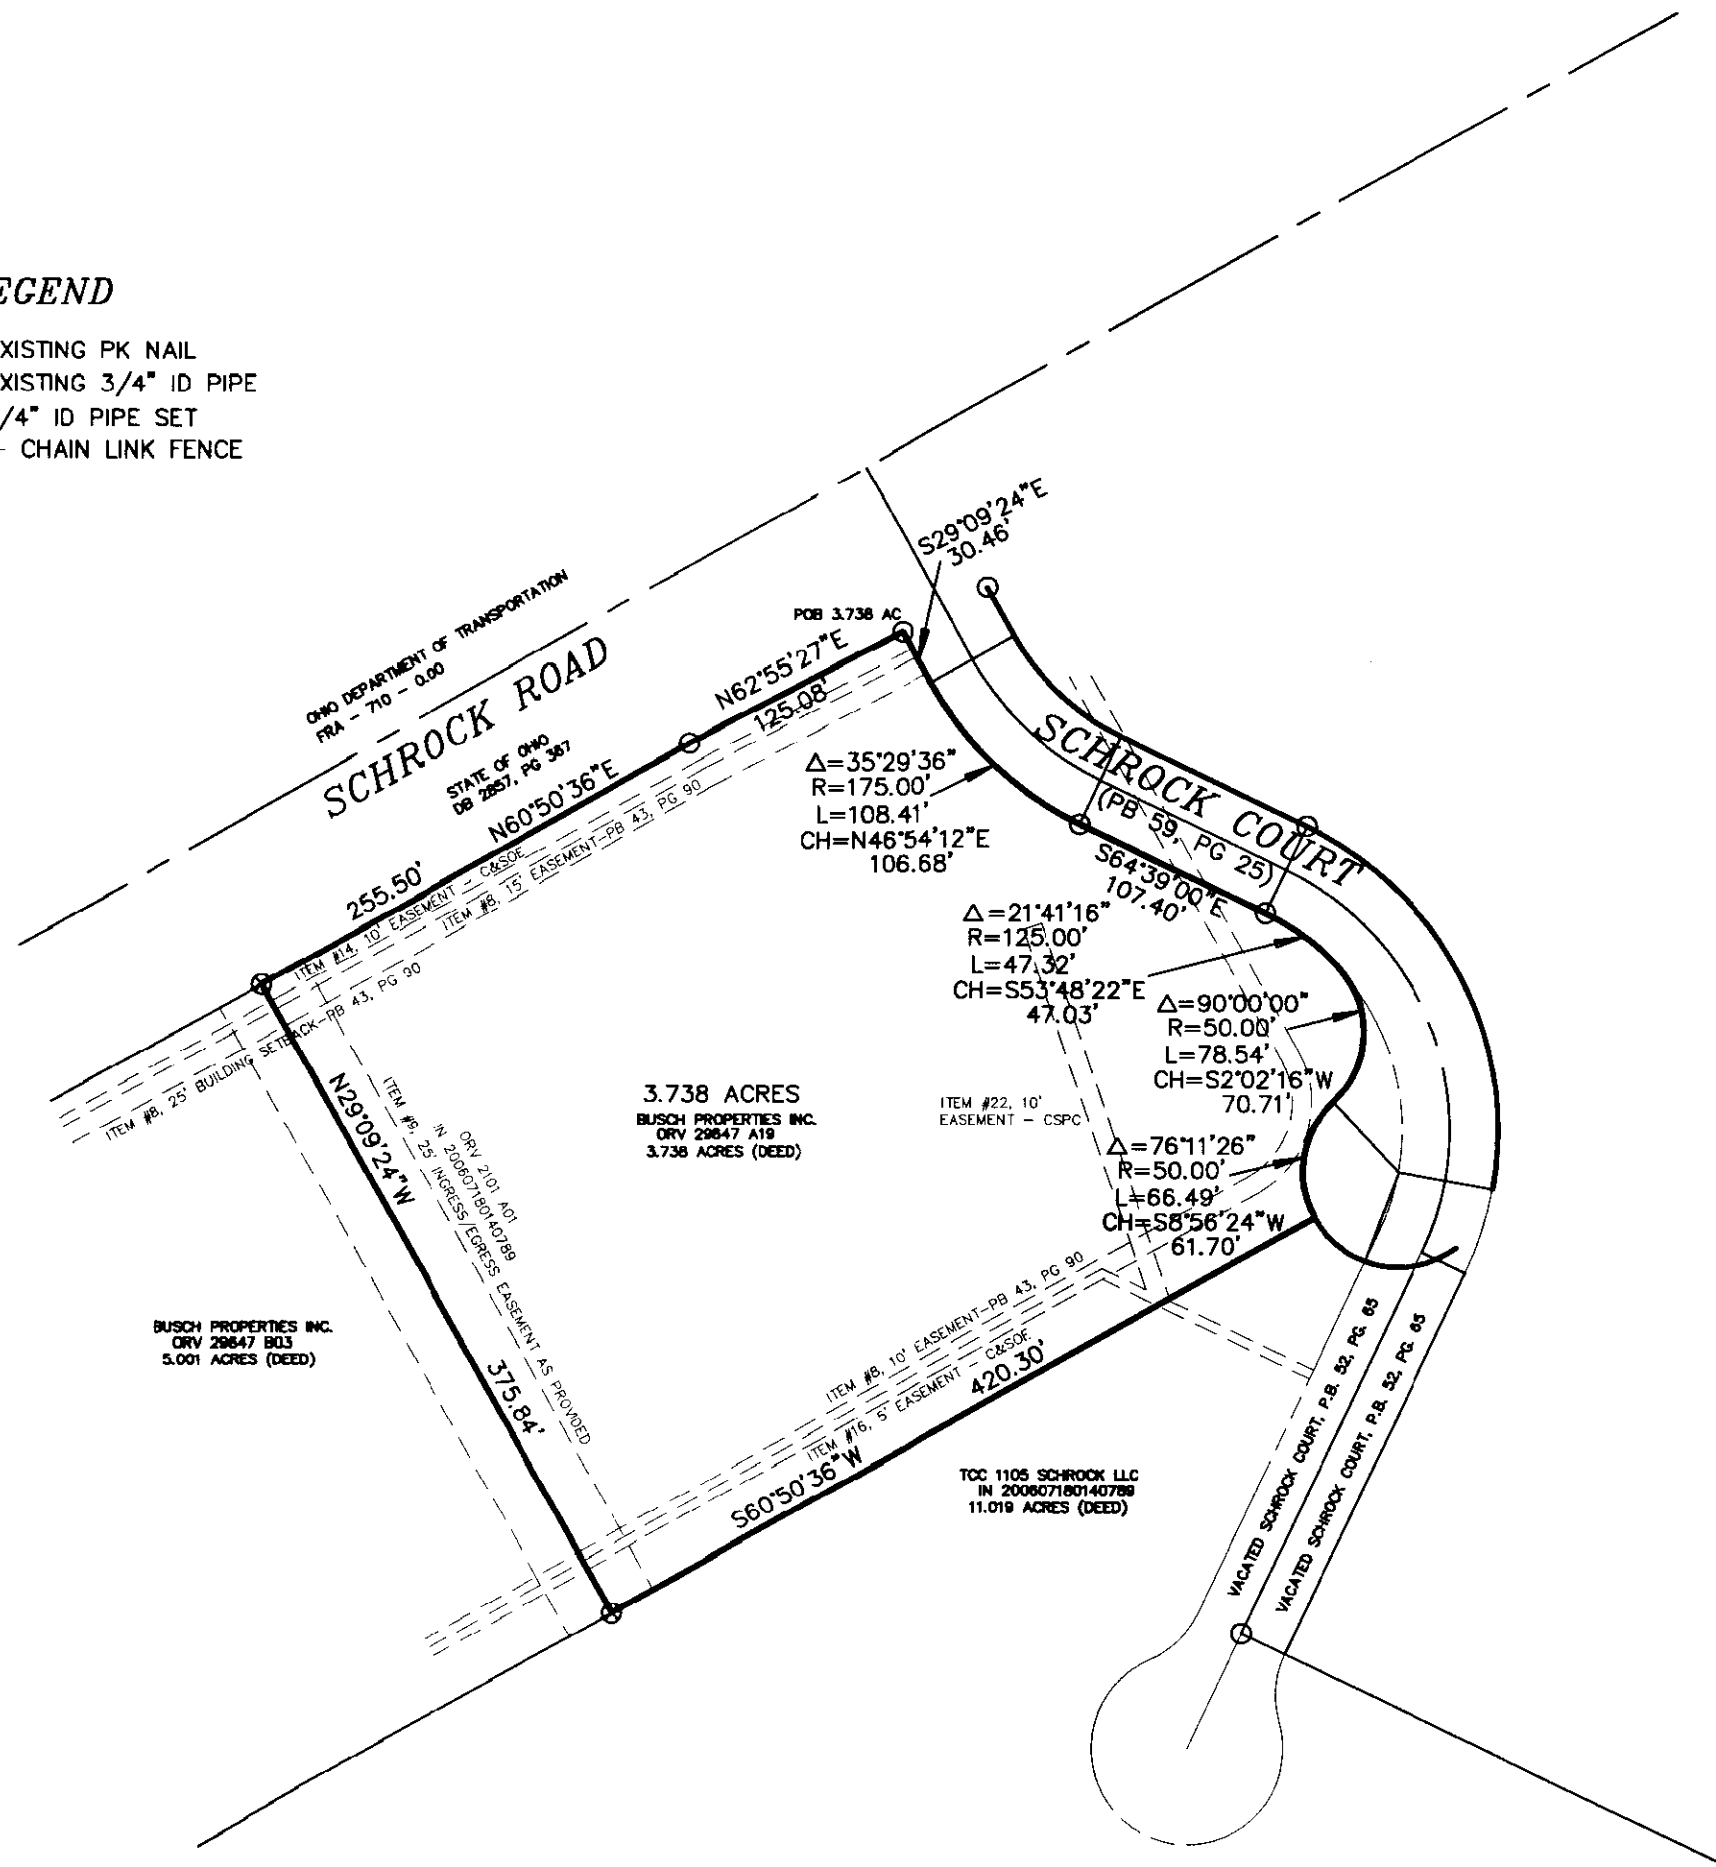 EGEND
XISTING PK NAIL
XISTING 3/4" ID PIPE
/4" ID PIPE SET
CHAIN LINK FENCE
S29°09'24"E
30.46'
OHIO DEPARTMENT OF TRANSPORTATION
FRA - 710 - 0.00
SCHROCK ROAD
STATE OF OHIO
DB 2857, PG 387
POB 3.738 AC
N62°55'27"E
125.08'
N60°50'36"E
255.50'
ITEM #14, 10' EASEMENT - C&SOE
ITEM #8, 15' EASEMENT-PB 43, PG 90
ITEM #8, 25' BUILDING SETBACK-PB 43, PG 90
Δ=35°29'36"
R=175.00'
L=108.41'
CH=N46°54'12"E
106.68'
SCHROCK COURT
(PB 59, PG 25)
S64°39'00"E
107.40'
Δ=21°41'16"
R=125.00'
L=47.32'
CH=S53°48'22"E
47.03'
Δ=90°00'00"
R=50.00'
L=78.54'
CH=S2°02'16"W
70.71'
Δ=76°11'26"
R=50.00'
L=66.49'
CH=S8°56'24"W
61.70'
3.738 ACRES
BUSCH PROPERTIES INC.
ORV 29647 A19
3.738 ACRES (DEED)
ITEM #22, 10'
EASEMENT - CSPC
N29°09'24"W
375.84'
ORV 2101 A01
IN 200607180140789
ITEM #9, 25' INGRESS/EGRESS EASEMENT AS PROVIDED
BUSCH PROPERTIES INC.
ORV 29647 B03
5.001 ACRES (DEED)
ITEM #8, 10' EASEMENT-PB 43, PG 90
ITEM #16, 5' EASEMENT - C&SOE
420.30'
S60°50'36"W
TCC 1105 SCHROCK LLC
IN 200607180140789
11.019 ACRES (DEED)
VACATED SCHROCK COURT, P.B. 52, PG. 65
VACATED SCHROCK COURT, P.B. 52, PG. 65